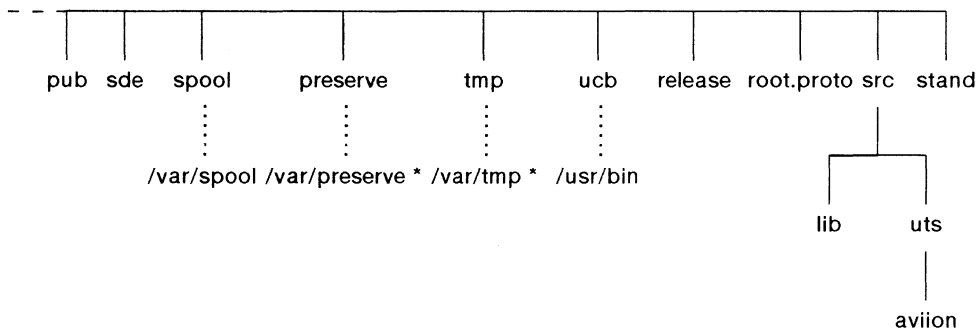 pub sde spool preserve tmp ucb release root.proto src stand
/var/spool /var/preserve * /var/tmp * /usr/bin
lib uts
aviion